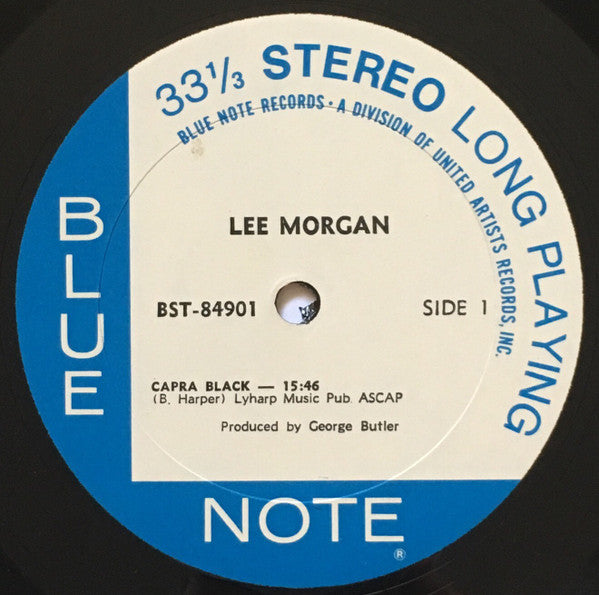 33⅓ STEREO LONG PLAYING
BLUE NOTE RECORDS · A DIVISION OF UNITED ARTISTS RECORDS, INC.
LEE MORGAN
BST-84901
SIDE 1
CAPRA BLACK — 15:46
(B. Harper) Lyharp Music Pub. ASCAP
Produced by George Butler
BLUE
NOTE®